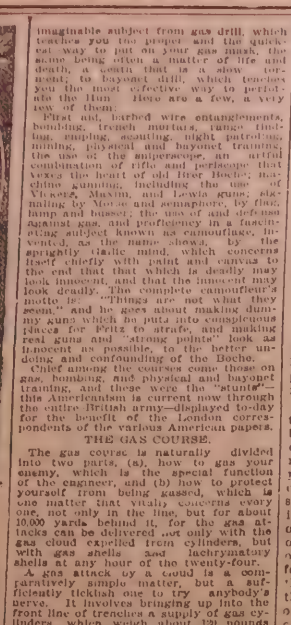 imaginable subject from gas drill, which
teaches you the proper and the quick-
est way to put on your gas mask, the
same being often a matter of life and
death, a death that is a slow tor-
ment; to bayonet drill, which teaches
you the most effective way to perfor-
ate the Hun Here are a few, a very
few of them:
First aid, barbed wire entanglements,
bombing, trench mortars, range find-
ing, sniping, scouting, night patroling,
mining, physical and bayonet training,
the use of the sniperscope, an artful
combination of rifle and periscope that
vexes the heart of old Brer Boche; ma-
chine gunning, including the use of
Vickers, Maxim, and Lewis guns; sig-
naling by Morse and semaphore, by flag,
lamp and buzzer; the use of and defense
against gas, and proficiency in a fascin-
ating subject known as camouflage, in-
vented, as the name shows, by the
sprightly Gallic mind, which concerns
itself chiefly with paint and canvas to
the end that that which is deadly may
look innocent, and that the innocent may
look deadly. The complete camoufleur's
motto is: "Things are not what they
seem," and he goes about making dum-
my guns which he puts into conspicuous
places for Fritz to strafe, and making
real guns and "strong points" look as
innocent as possible, to the better un-
doing and confounding of the Boche.
Chief among the courses come those on
gas, bombing, and physical and bayonet
training, and these were the "stunts"—
this Americanism is current now through
the entire British army—displayed to-day
for the benefit of the London corres-
pondents of the various American papers.
THE GAS COURSE.
The gas course is naturally divided
into two parts, (a), how to gas your
enemy, which is the special function
of the engineer, and (b) how to protect
yourself from being gassed, which is
one matter that vitally concerns every
one, not only in the line, but for about
10,000 yards behind it, for the gas at-
tacks can be delivered not only with the
gas cloud expelled from cylinders, but
with gas shells and lachrymatory
shells at any hour of the twenty-four.
A gas attack by a cloud is a com-
paratively simple matter, but a suf-
ficiently ticklish one to try anybody's
nerve. It involves bringing up into the
front line of trenches a supply of gas cy-
linders, which weigh about 120 pounds